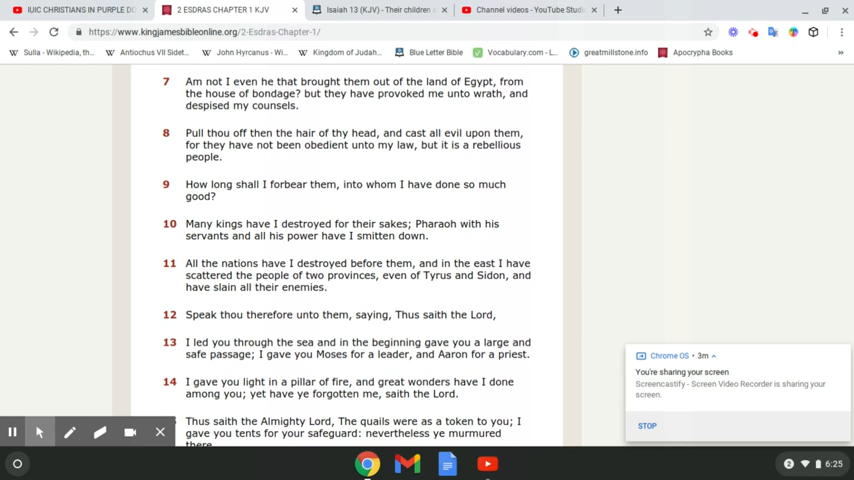 IUIC CHRISTIANS IN PURPLE DO
2 ESDRAS CHAPTER 1 KJV
Isaiah 13 (KJV) - Their children
Channel videos - YouTube Studi
https://www.kingjamesbibleonline.org/2-Esdras-Chapter-1/
Sulla - Wikipedia, th...
Antiochus VII Sidet...
John Hyrcanus - Wi...
Kingdom of Judah...
Blue Letter Bible
Vocabulary.com - L...
greatmillstone.info
Apocrypha Books
»
7 Am not I even he that brought them out of the land of Egypt, from
the house of bondage? but they have provoked me unto wrath, and
despised my counsels.
8 Pull thou off then the hair of thy head, and cast all evil upon them,
for they have not been obedient unto my law, but it is a rebellious
people.
9 How long shall I forbear them, into whom I have done so much
good?
10 Many kings have I destroyed for their sakes; Pharaoh with his
servants and all his power have I smitten down.
11 All the nations have I destroyed before them, and in the east I have
scattered the people of two provinces, even of Tyrus and Sidon, and
have slain all their enemies.
12 Speak thou therefore unto them, saying, Thus saith the Lord,
13 I led you through the sea and in the beginning gave you a large and
safe passage; I gave you Moses for a leader, and Aaron for a priest.
14 I gave you light in a pillar of fire, and great wonders have I done
among you; yet have ye forgotten me, saith the Lord.
Thus saith the Almighty Lord, The quails were as a token to you; I
gave you tents for your safeguard: nevertheless ye murmured
there,
Chrome OS • 3m
You're sharing your screen
Screencastify - Screen Video Recorder is sharing your
screen.
STOP
2
6:25